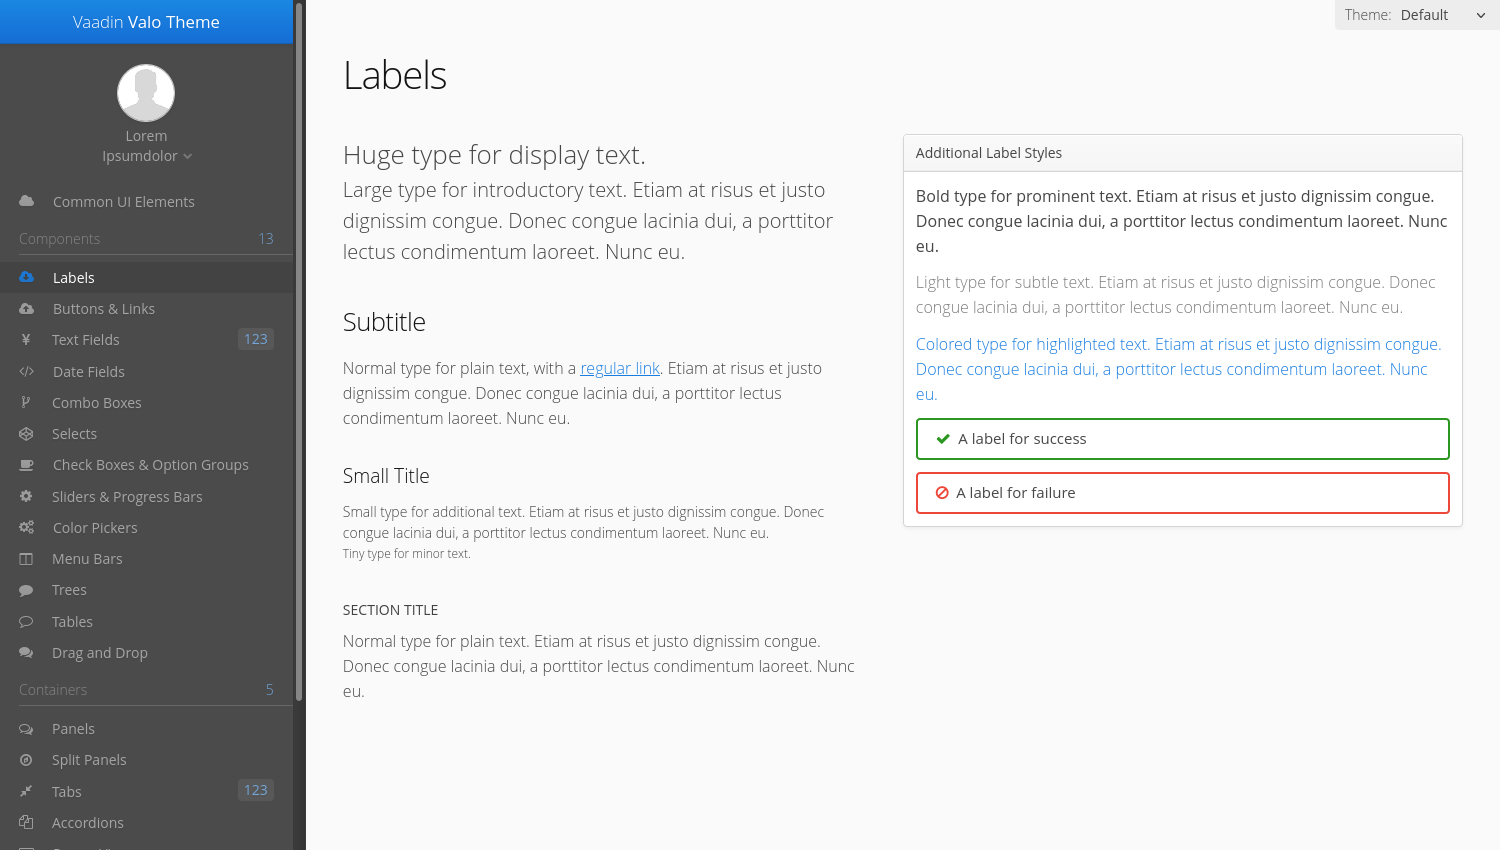 Vaadin Valo Theme
Lorem
Ipsumdolor
Common UI Elements
Components 13
Labels
Buttons & Links
Text Fields 123
Date Fields
Combo Boxes
Selects
Check Boxes & Option Groups
Sliders & Progress Bars
Color Pickers
Menu Bars
Trees
Tables
Drag and Drop
Containers 5
Panels
Split Panels
Tabs 123
Accordions
Theme: Default
Labels
Huge type for display text.
Large type for introductory text. Etiam at risus et justo
dignissim congue. Donec congue lacinia dui, a porttitor
lectus condimentum laoreet. Nunc eu.
Subtitle
Normal type for plain text, with a regular link. Etiam at risus et justo
dignissim congue. Donec congue lacinia dui, a porttitor lectus
condimentum laoreet. Nunc eu.
Small Title
Small type for additional text. Etiam at risus et justo dignissim congue. Donec
congue lacinia dui, a porttitor lectus condimentum laoreet. Nunc eu.
Tiny type for minor text.
SECTION TITLE
Normal type for plain text. Etiam at risus et justo dignissim congue.
Donec congue lacinia dui, a porttitor lectus condimentum laoreet. Nunc
eu.
Additional Label Styles
Bold type for prominent text. Etiam at risus et justo dignissim congue.
Donec congue lacinia dui, a porttitor lectus condimentum laoreet. Nunc
eu.
Light type for subtle text. Etiam at risus et justo dignissim congue. Donec
congue lacinia dui, a porttitor lectus condimentum laoreet. Nunc eu.
Colored type for highlighted text. Etiam at risus et justo dignissim congue.
Donec congue lacinia dui, a porttitor lectus condimentum laoreet. Nunc
eu.
A label for success
A label for failure